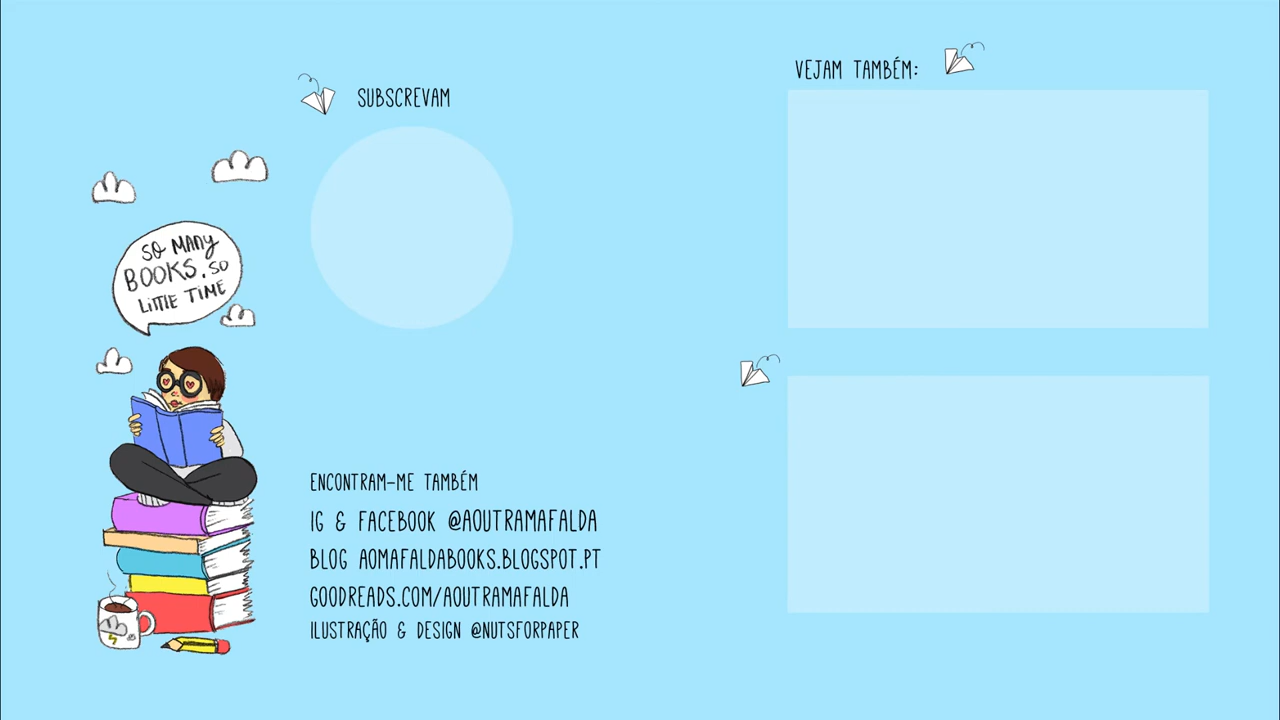 SUBSCREVAM
VEJAM TAMBÉM:
SO MANY
BOOKS, SO
LITTLE TIME
ENCONTRAM-ME TAMBÉM
IG & FACEBOOK @AOUTRAMAFALDA
BLOG AOMAFALDABOOKS.BLOGSPOT.PT
GOODREADS.COM/AOUTRAMAFALDA
ILUSTRAÇÃO & DESIGN @NUTSFORPAPER